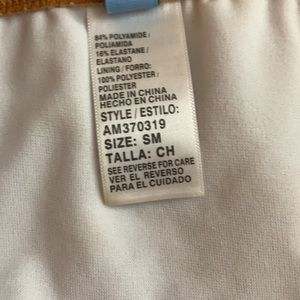 84% POLYAMIDE /
POLIAMIDA
16% ELASTANE /
ELASTANO
LINING / FORRO:
100% POLYESTER /
POLIESTER
MADE IN CHINA
HECHO EN CHINA
STYLE / ESTILO:
AM370319
SIZE: SM
TALLA: CH
SEE REVERSE FOR CARE
VER EL REVERSO
PARA EL CUIDADO